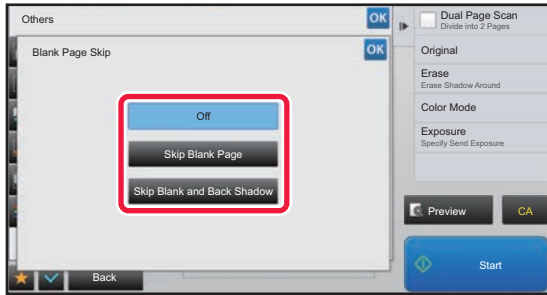 Others
OK
Blank Page Skip
OK
Off
Skip Blank Page
Skip Blank and Back Shadow
Back
Dual Page Scan
Divide into 2 Pages
Original
Erase
Erase Shadow Around
Color Mode
Exposure
Specify Send Exposure
Preview
CA
Start